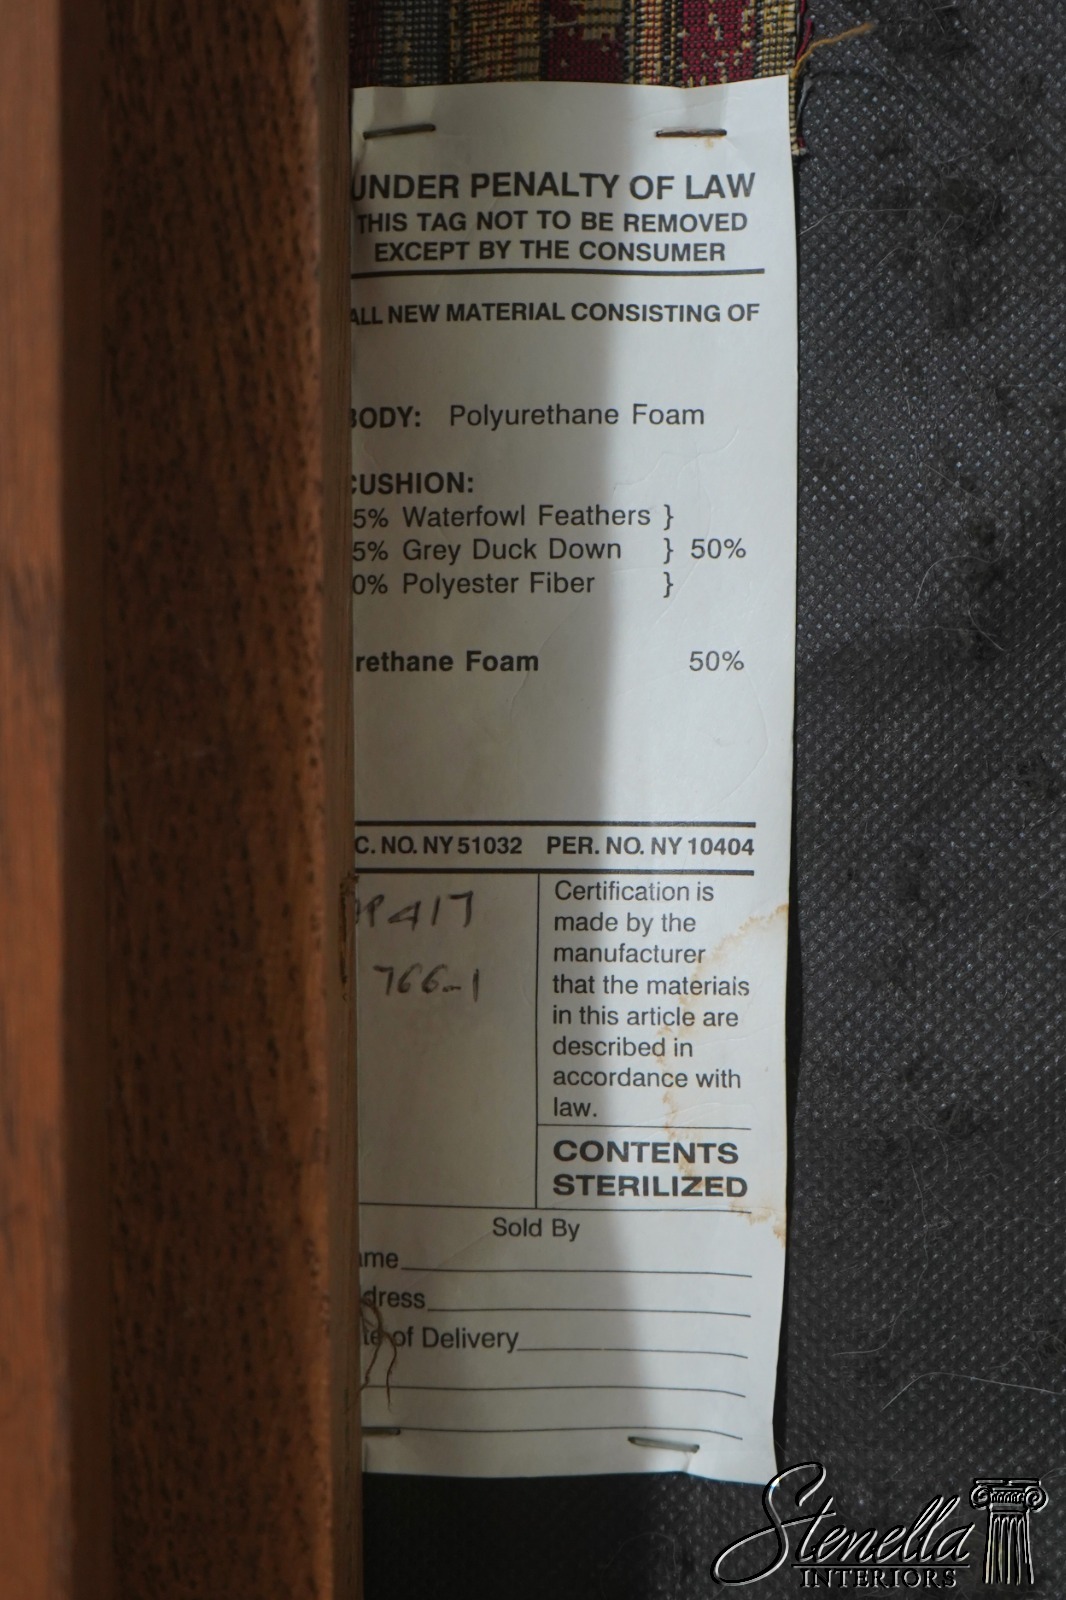 UNDER PENALTY OF LAW
THIS TAG NOT TO BE REMOVED
EXCEPT BY THE CONSUMER
ALL NEW MATERIAL CONSISTING OF
BODY: Polyurethane Foam
CUSHION:
5% Waterfowl Feathers }
5% Grey Duck Down } 50%
0% Polyester Fiber }
rethane Foam 50%
C. NO. NY 51032 PER. NO. NY 10404
417
766-1
Certification is
made by the
manufacturer
that the materials
in this article are
described in
accordance with
law.
CONTENTS
STERILIZED
Sold By
ame
dress
te of Delivery
Stenella
INTERIORS